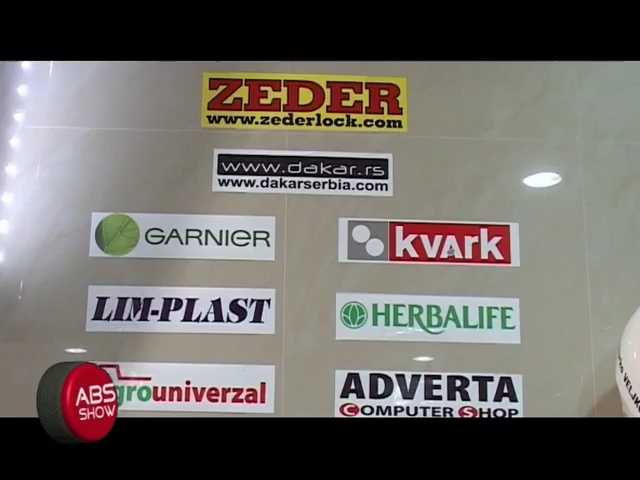 ZEDER
www.zederlock.com
www.dakar.rs
www.dakarserbia.com
GARNIER
kvark
LIM-PLAST
HERBALIFE
grouniverzal
ADVERTA
COMPUTER SHOP
ABS
SHOW